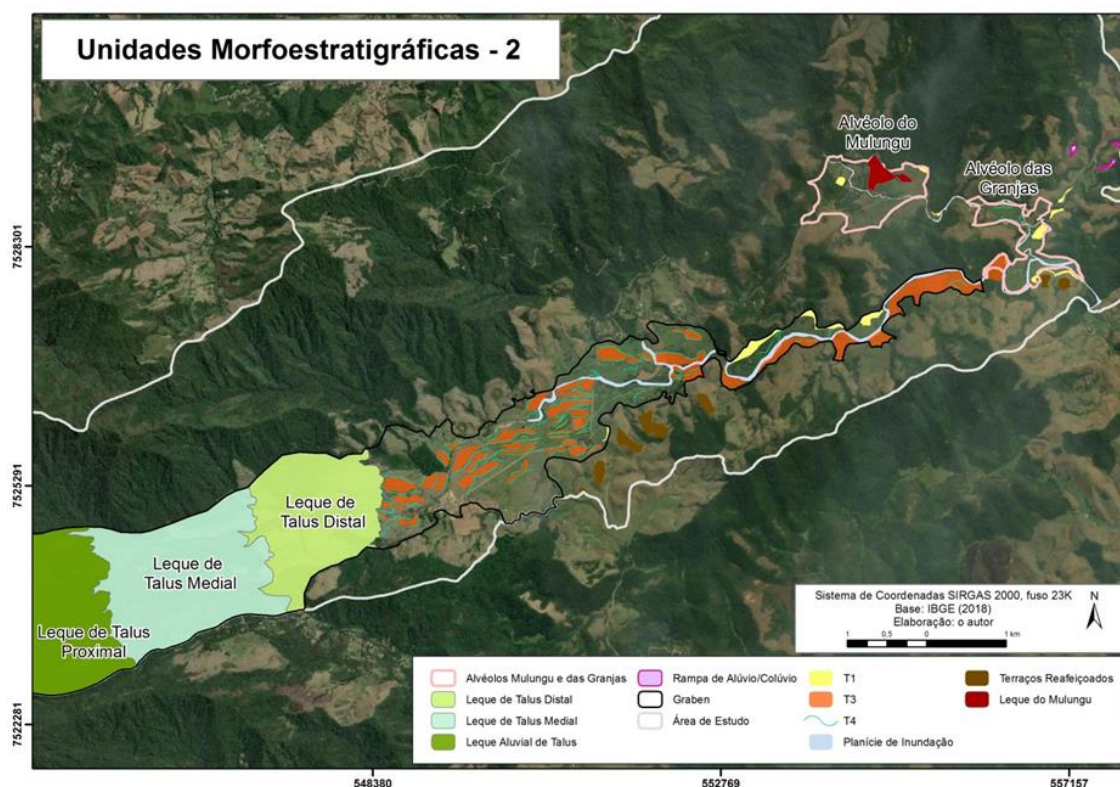 Unidades Morfoestratigráficas - 2
Alvéolo do
Mulungu
Alvéolo das
Granjas
7528301
7525291
7522281
Leque de
Talus Distal
Leque de
Talus Medial
Leque de Talus
Proximal
Sistema de Coordenadas SIRGAS 2000, fuso 23K
Base: IBGE (2018)
Elaboração: o autor
N
1 0,5 0 1 km
Alvéolos Mulungu e das Granjas
Leque de Talus Distal
Leque de Talus Medial
Leque Aluvial de Talus
Rampa de Alúvio/Colúvio
Graben
Área de Estudo
T1
T3
T4
Planície de Inundação
Terraços Reafeiçoados
Leque do Mulungu
548380
552769
557157